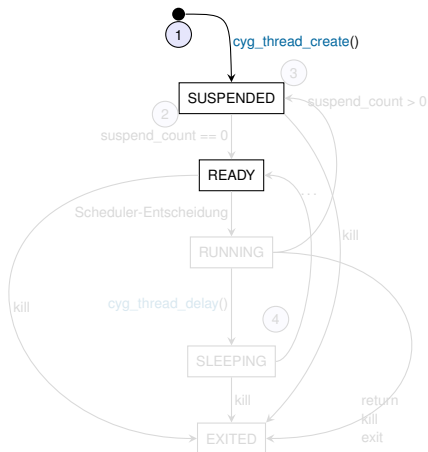 1
cyg_thread_create()
3
SUSPENDED
suspend_count > 0
2
suspend_count == 0
READY
...
Scheduler-Entscheidung
RUNNING
kill
kill
cyg_thread_delay()
4
SLEEPING
kill
return
kill
exit
EXITED